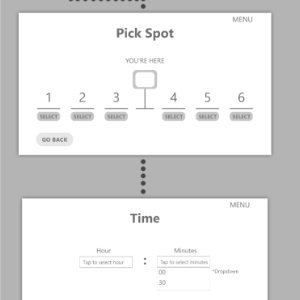 MENU
Pick Spot
YOU'RE HERE
1 2 3 4 5 6
SELECT SELECT SELECT SELECT SELECT SELECT
GO BACK
MENU
Time
Hour : Minutes
Tap to select hour Tap to select minutes
00 *Dropdown
30